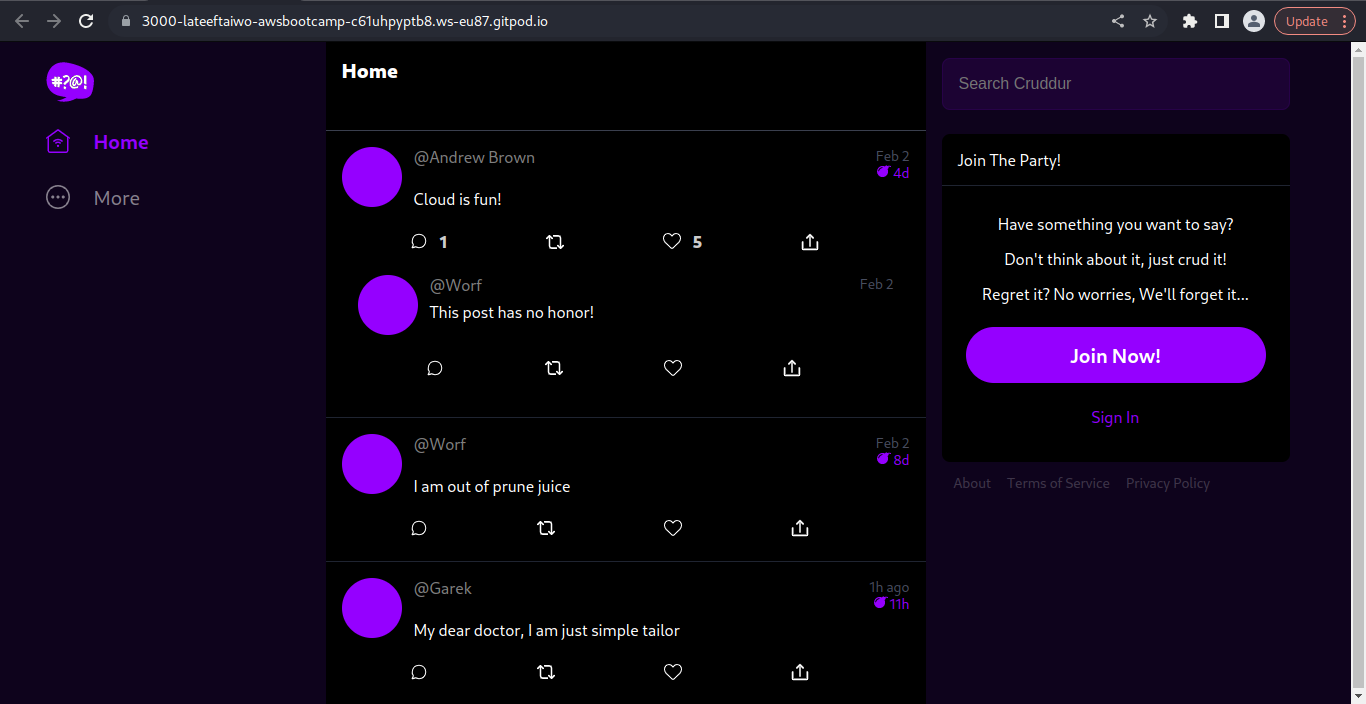 3000-lateeftaiwo-awsbootcamp-c61uhpyptb8.ws-eu87.gitpod.io
Update
#?@!
Home
More
Home
@Andrew Brown
Feb 2
4d
Cloud is fun!
1
5
@Worf
Feb 2
This post has no honor!
@Worf
Feb 2
8d
I am out of prune juice
@Garek
1h ago
11h
My dear doctor, I am just simple tailor
Search Cruddur
Join The Party!
Have something you want to say?
Don't think about it, just crud it!
Regret it? No worries, We'll forget it...
Join Now!
Sign In
About Terms of Service Privacy Policy